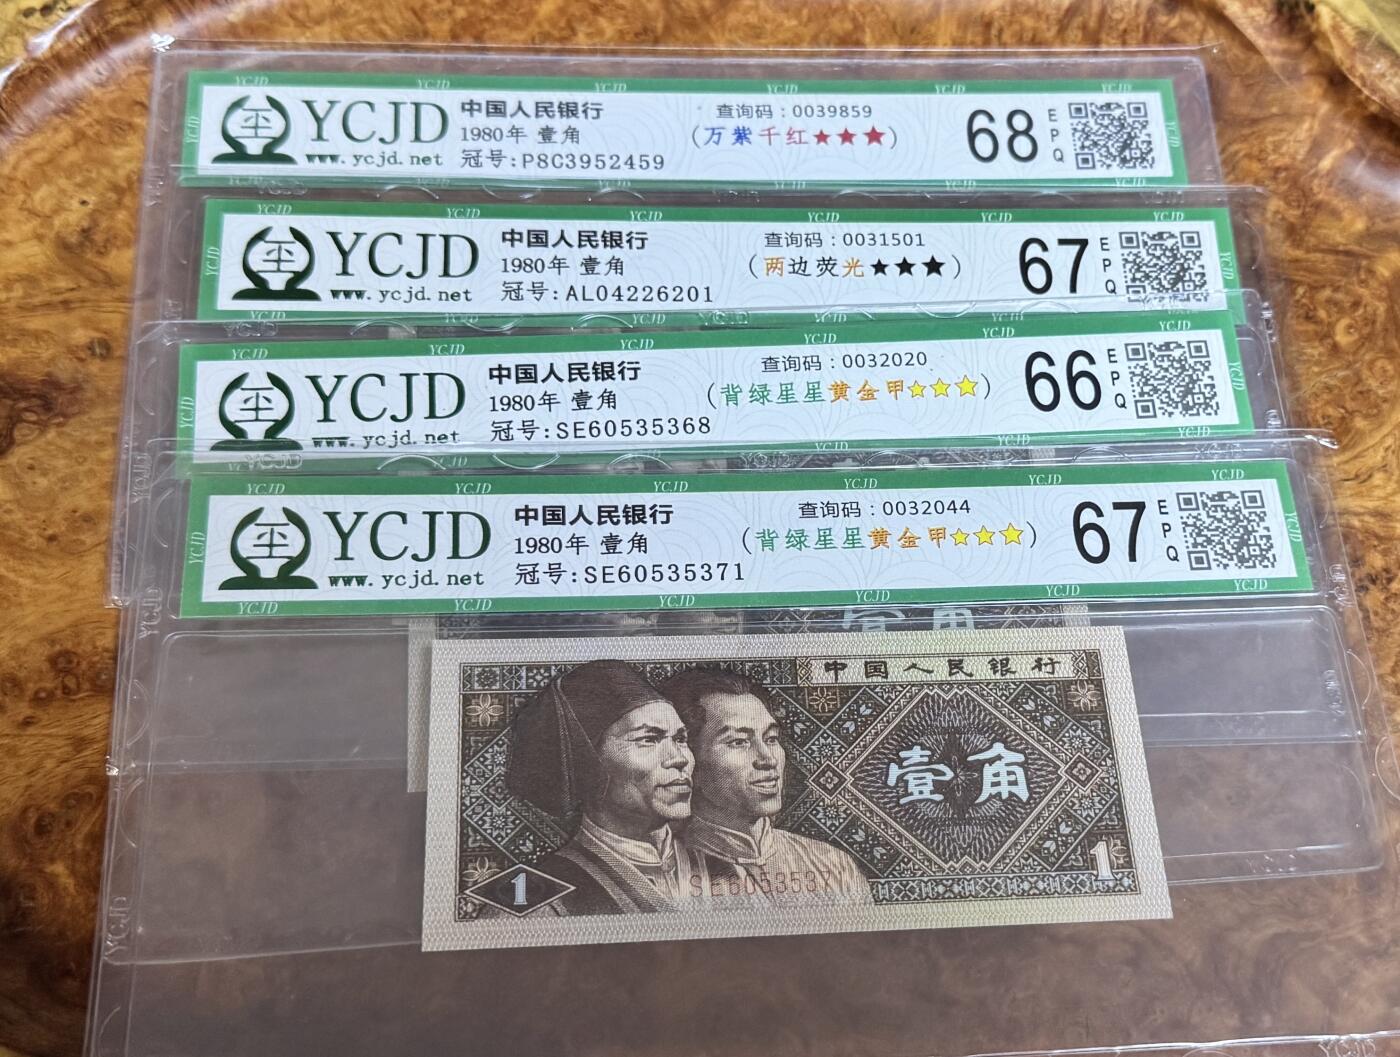 YCJD
www.ycjd.net
中国人民银行
1980年 壹角
冠号:P8C3952459
查询码:0039859
(万紫千红★★★)
68
EPQ
YCJD
www.ycjd.net
中国人民银行
1980年 壹角
冠号:AL04226201
查询码:0031501
(两边荧光★★★)
67
EPQ
YCJD
www.ycjd.net
中国人民银行
1980年 壹角
冠号:SE60535368
查询码:0032020
(背绿星星黄金甲★★★)
66
EPQ
YCJD
www.ycjd.net
中国人民银行
1980年 壹角
冠号:SE60535371
查询码:0032044
(背绿星星黄金甲★★★)
67
EPQ
壹角
中国人民银行
壹角
1
1
SE60535371